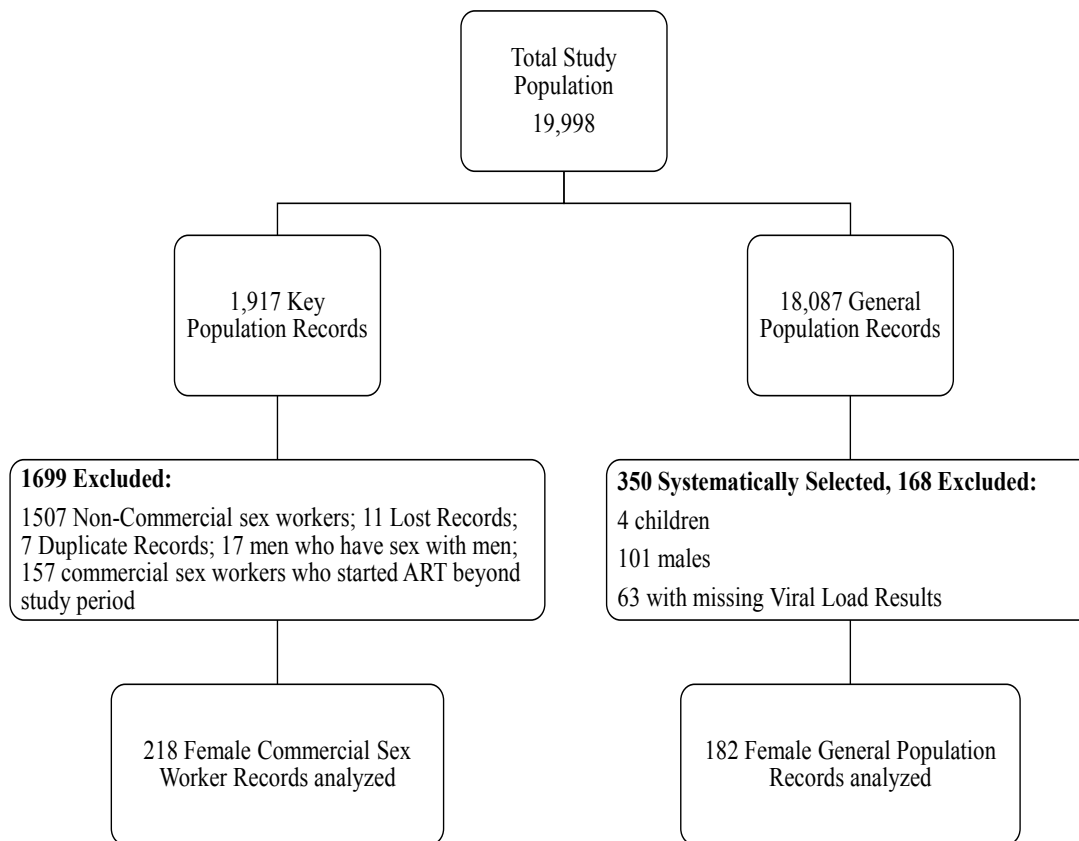 Total Study
Population
19,998
1,917 Key
Population Records
18,087 General
Population Records
1699 Excluded:
1507 Non-Commercial sex workers; 11 Lost Records;
7 Duplicate Records; 17 men who have sex with men;
157 commercial sex workers who started ART beyond
study period
350 Systematically Selected, 168 Excluded:
4 children
101 males
63 with missing Viral Load Results
218 Female Commercial Sex
Worker Records analyzed
182 Female General Population
Records analyzed